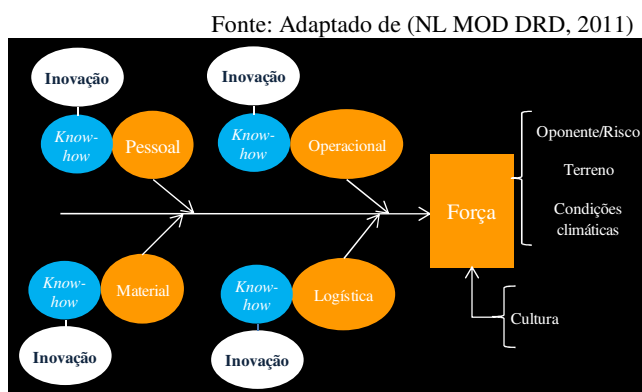 Fonte: Adaptado de (NL MOD DRD, 2011)
Inovação
Know-
how
Pessoal
Inovação
Know-
how
Operacional
Oponente/Risco
Terreno
Condições
climáticas
Força
Know-
how
Material
Inovação
Know-
how
Logística
Inovação
Cultura